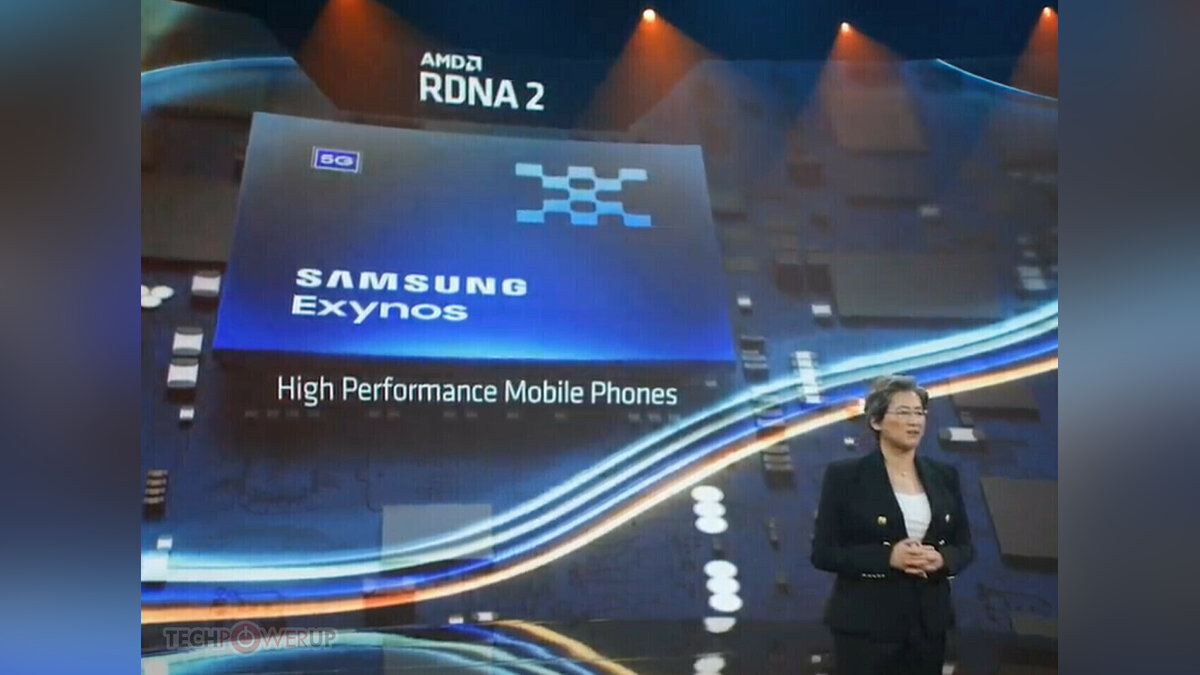 AMD
RDNA 2
5G
SAMSUNG
Exynos
High Performance Mobile Phones
TECHPOWERUP